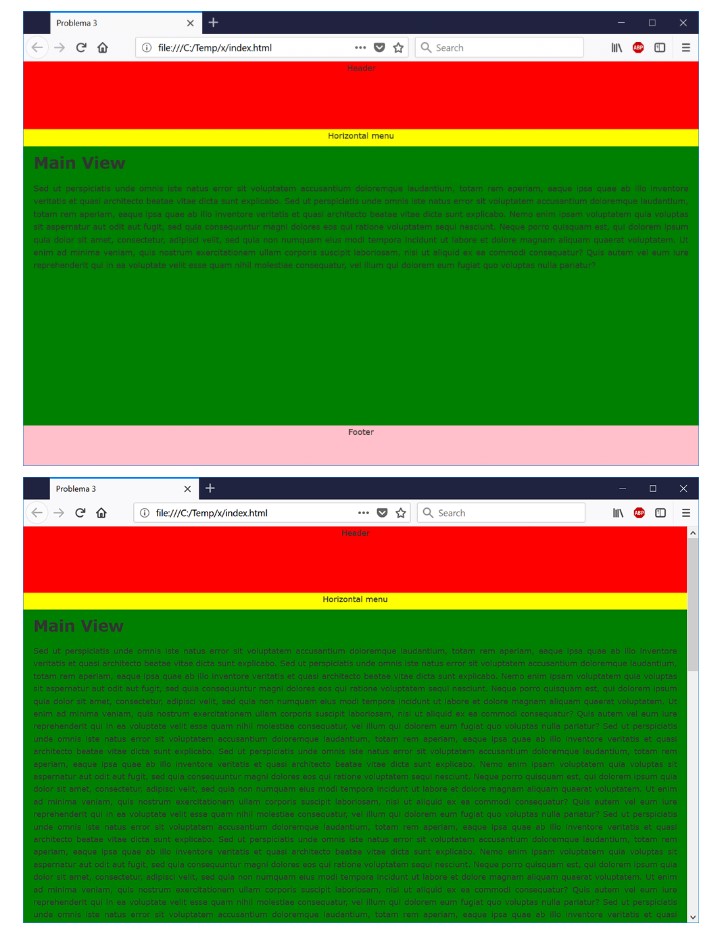 Problema 3
file:///C:/Temp/x/index.html
Search
ABP
Header
Horizontal menu
Main View
Sed ut perspiciatis unde omnis iste natus error sit voluptatem accusantium doloremque laudantium, totam rem aperiam, eaque ipsa quae ab illo inventore
veritatis et quasi architecto beatae vitae dicta sunt explicabo. Sed ut perspiciatis unde omnis iste natus error sit voluptatem accusantium doloremque laudantium,
totam rem aperiam, eaque ipsa quae ab illo inventore veritatis et quasi architecto beatae vitae dicta sunt explicabo. Nemo enim ipsam voluptatem quia voluptas
sit aspernatur aut odit aut fugit, sed quia consequuntur magni dolores eos qui ratione voluptatem sequi nesciunt. Neque porro quisquam est, qui dolorem ipsum
quia dolor sit amet, consectetur, adipisci velit, sed quia non numquam eius modi tempora incidunt ut labore et dolore magnam aliquam quaerat voluptatem. Ut
enim ad minima veniam, quis nostrum exercitationem ullam corporis suscipit laboriosam, nisi ut aliquid ex ea commodi consequatur? Quis autem vel eum iure
reprehenderit qui in ea voluptate velit esse quam nihil molestiae consequatur, vel illum qui dolorem eum fugiat quo voluptas nulla pariatur?
Footer
Problema 3
file:///C:/Temp/x/index.html
Search
ABP
Header
Horizontal menu
Main View
Sed ut perspiciatis unde omnis iste natus error sit voluptatem accusantium doloremque laudantium, totam rem aperiam, eaque ipsa quae ab illo inventore
veritatis et quasi architecto beatae vitae dicta sunt explicabo. Sed ut perspiciatis unde omnis iste natus error sit voluptatem accusantium doloremque laudantium,
totam rem aperiam, eaque ipsa quae ab illo inventore veritatis et quasi architecto beatae vitae dicta sunt explicabo. Nemo enim ipsam voluptatem quia voluptas
sit aspernatur aut odit aut fugit, sed quia consequuntur magni dolores eos qui ratione voluptatem sequi nesciunt. Neque porro quisquam est, qui dolorem ipsum
quia dolor sit amet, consectetur, adipisci velit, sed quia non numquam eius modi tempora incidunt ut labore et dolore magnam aliquam quaerat voluptatem. Ut
enim ad minima veniam, quis nostrum exercitationem ullam corporis suscipit laboriosam, nisi ut aliquid ex ea commodi consequatur? Quis autem vel eum iure
reprehenderit qui in ea voluptate velit esse quam nihil molestiae consequatur, vel illum qui dolorem eum fugiat quo voluptas nulla pariatur? Sed ut perspiciatis
unde omnis iste natus error sit voluptatem accusantium doloremque laudantium, totam rem aperiam, eaque ipsa quae ab illo inventore veritatis et quasi
architecto beatae vitae dicta sunt explicabo. Sed ut perspiciatis unde omnis iste natus error sit voluptatem accusantium doloremque laudantium, totam rem
aperiam, eaque ipsa quae ab illo inventore veritatis et quasi architecto beatae vitae dicta sunt explicabo. Nemo enim ipsam voluptatem quia voluptas sit
aspernatur aut odit aut fugit, sed quia consequuntur magni dolores eos qui ratione voluptatem sequi nesciunt. Neque porro quisquam est, qui dolorem ipsum quia
dolor sit amet, consectetur, adipisci velit, sed quia non numquam eius modi tempora incidunt ut labore et dolore magnam aliquam quaerat voluptatem. Ut enim
ad minima veniam, quis nostrum exercitationem ullam corporis suscipit laboriosam, nisi ut aliquid ex ea commodi consequatur? Quis autem vel eum iure
reprehenderit qui in ea voluptate velit esse quam nihil molestiae consequatur, vel illum qui dolorem eum fugiat quo voluptas nulla pariatur? Sed ut perspiciatis
unde omnis iste natus error sit voluptatem accusantium doloremque laudantium, totam rem aperiam, eaque ipsa quae ab illo inventore veritatis et quasi
architecto beatae vitae dicta sunt explicabo. Sed ut perspiciatis unde omnis iste natus error sit voluptatem accusantium doloremque laudantium, totam rem
aperiam, eaque ipsa quae ab illo inventore veritatis et quasi architecto beatae vitae dicta sunt explicabo. Nemo enim ipsam voluptatem quia voluptas sit
aspernatur aut odit aut fugit, sed quia consequuntur magni dolores eos qui ratione voluptatem sequi nesciunt. Neque porro quisquam est, qui dolorem ipsum quia
dolor sit amet, consectetur, adipisci velit, sed quia non numquam eius modi tempora incidunt ut labore et dolore magnam aliquam quaerat voluptatem. Ut enim
ad minima veniam, quis nostrum exercitationem ullam corporis suscipit laboriosam, nisi ut aliquid ex ea commodi consequatur? Quis autem vel eum iure
reprehenderit qui in ea voluptate velit esse quam nihil molestiae consequatur, vel illum qui dolorem eum fugiat quo voluptas nulla pariatur? Sed ut perspiciatis
unde omnis iste natus error sit voluptatem accusantium doloremque laudantium, totam rem aperiam, eaque ipsa quae ab illo inventore veritatis et quasi